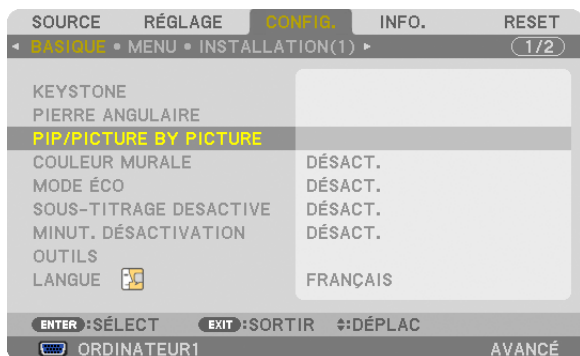 SOURCE RÉGLAGE CONFIG. INFO. RESET
BASIQUE • MENU • INSTALLATION(1) 1/2
KEYSTONE
PIERRE ANGULAIRE
PIP/PICTURE BY PICTURE
COULEUR MURALE DÉSACT.
MODE ÉCO DÉSACT.
SOUS-TITRAGE DESACTIVE DÉSACT.
MINUT. DÉSACTIVATION DÉSACT.
OUTILS
LANGUE FRANÇAIS
ENTER:SÉLECT EXIT:SORTIR :DÉPLAC
ORDINATEUR1 AVANCÉ